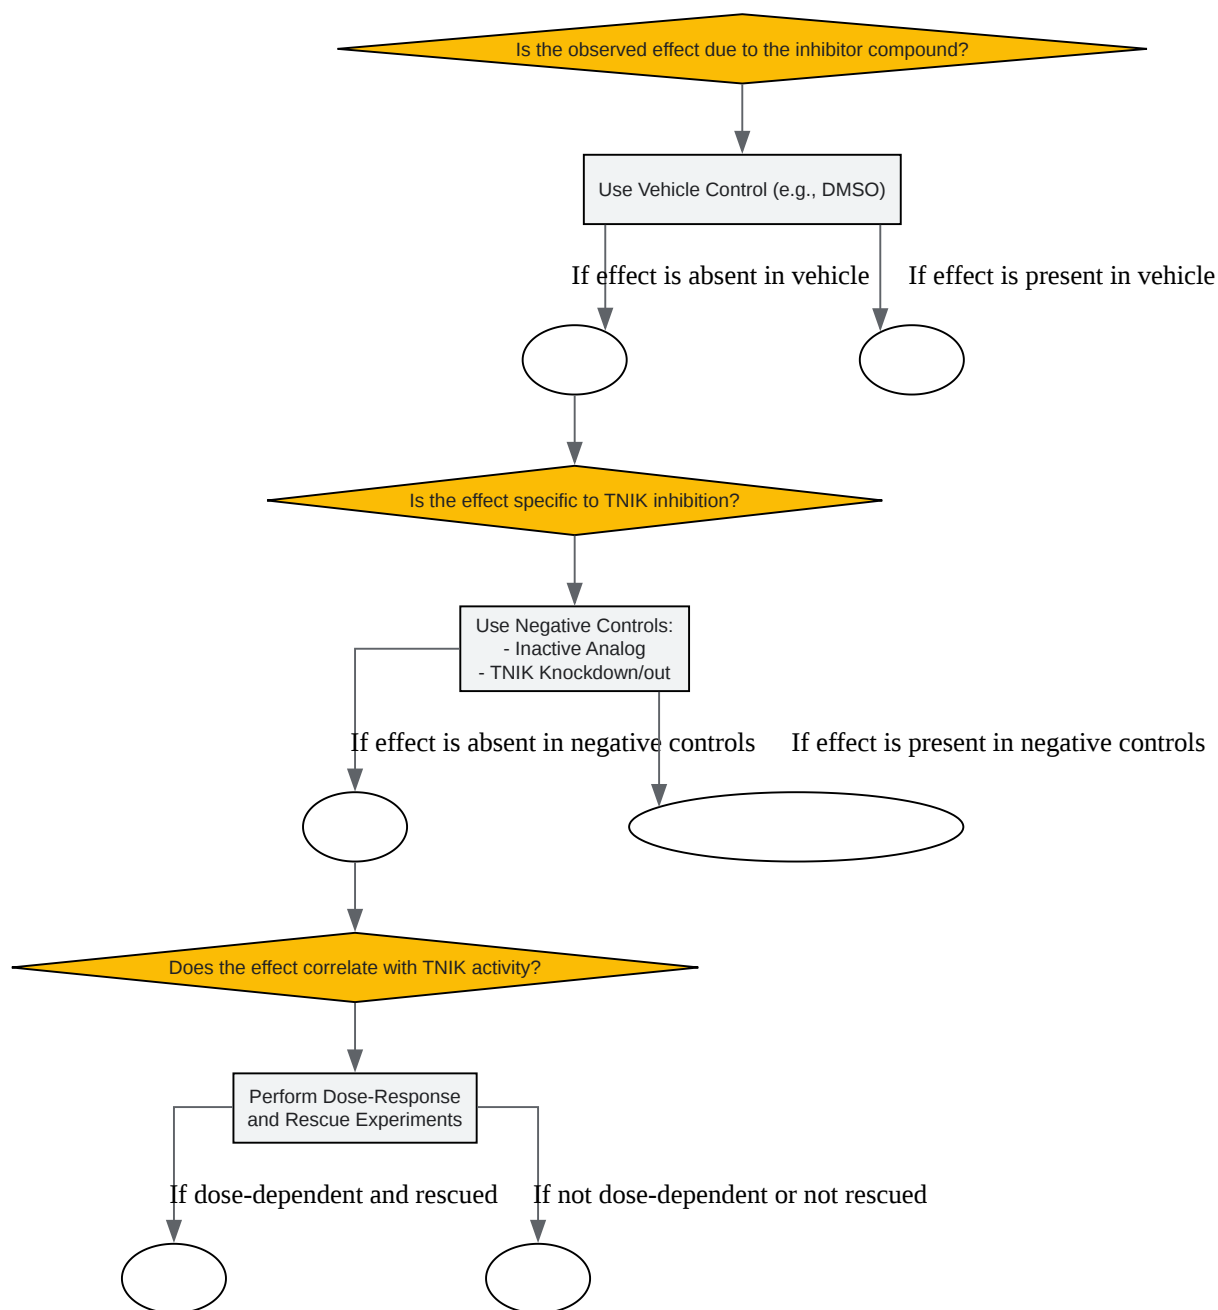 Is the observed effect due to the inhibitor compound?
Use Vehicle Control (e.g., DMSO)
If effect is absent in vehicle
If effect is present in vehicle
Is the effect specific to TNIK inhibition?
Use Negative Controls:
- Inactive Analog
- TNIK Knockdown/out
If effect is absent in negative controls
If effect is present in negative controls
Does the effect correlate with TNIK activity?
Perform Dose-Response
and Rescue Experiments
If dose-dependent and rescued
If not dose-dependent or not rescued